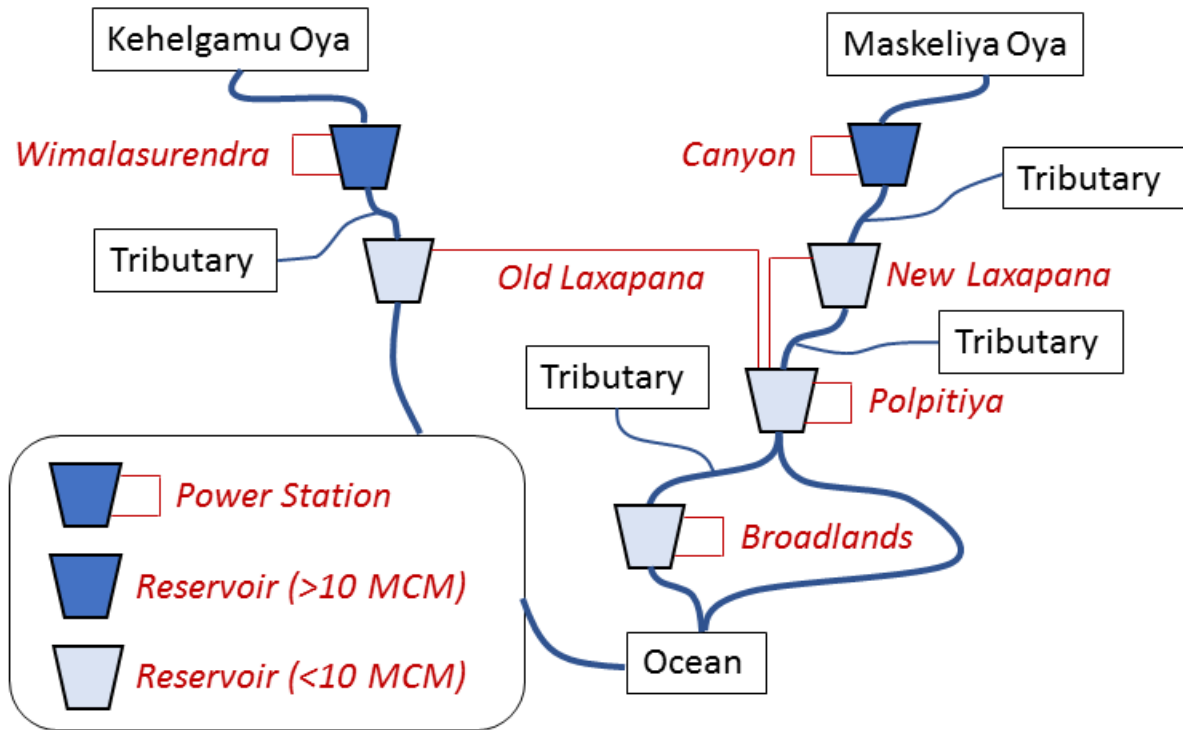 Kehelgamu Oya
Maskeliya Oya
Wimalasurendra
Canyon
Tributary
Tributary
Old Laxapana
New Laxapana
Tributary
Tributary
Polpitiya
Power Station
Broadlands
Reservoir (>10 MCM)
Reservoir (<10 MCM)
Ocean